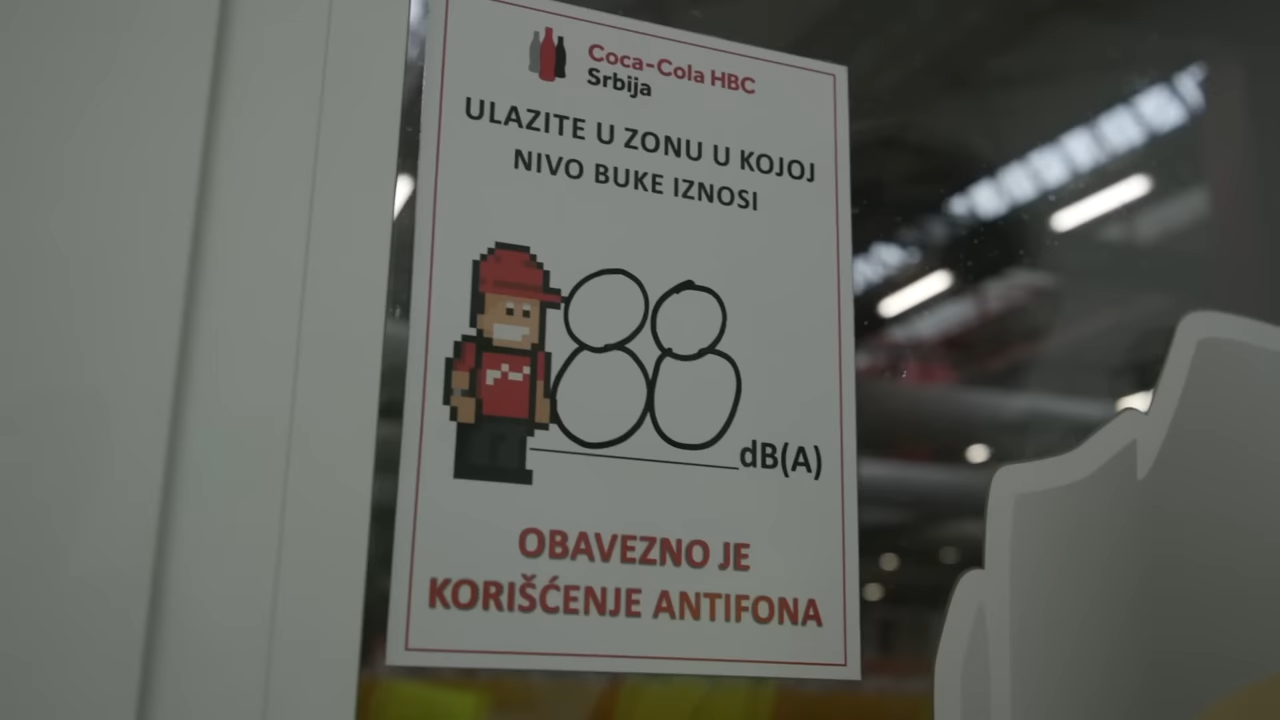 Coca-Cola HBC
Srbija
ULAZITE U ZONU U KOJOJ
NIVO BUKE IZNOSI
88 dB(A)
OBAVEZNO JE
KORIŠĆENJE ANTIFONA